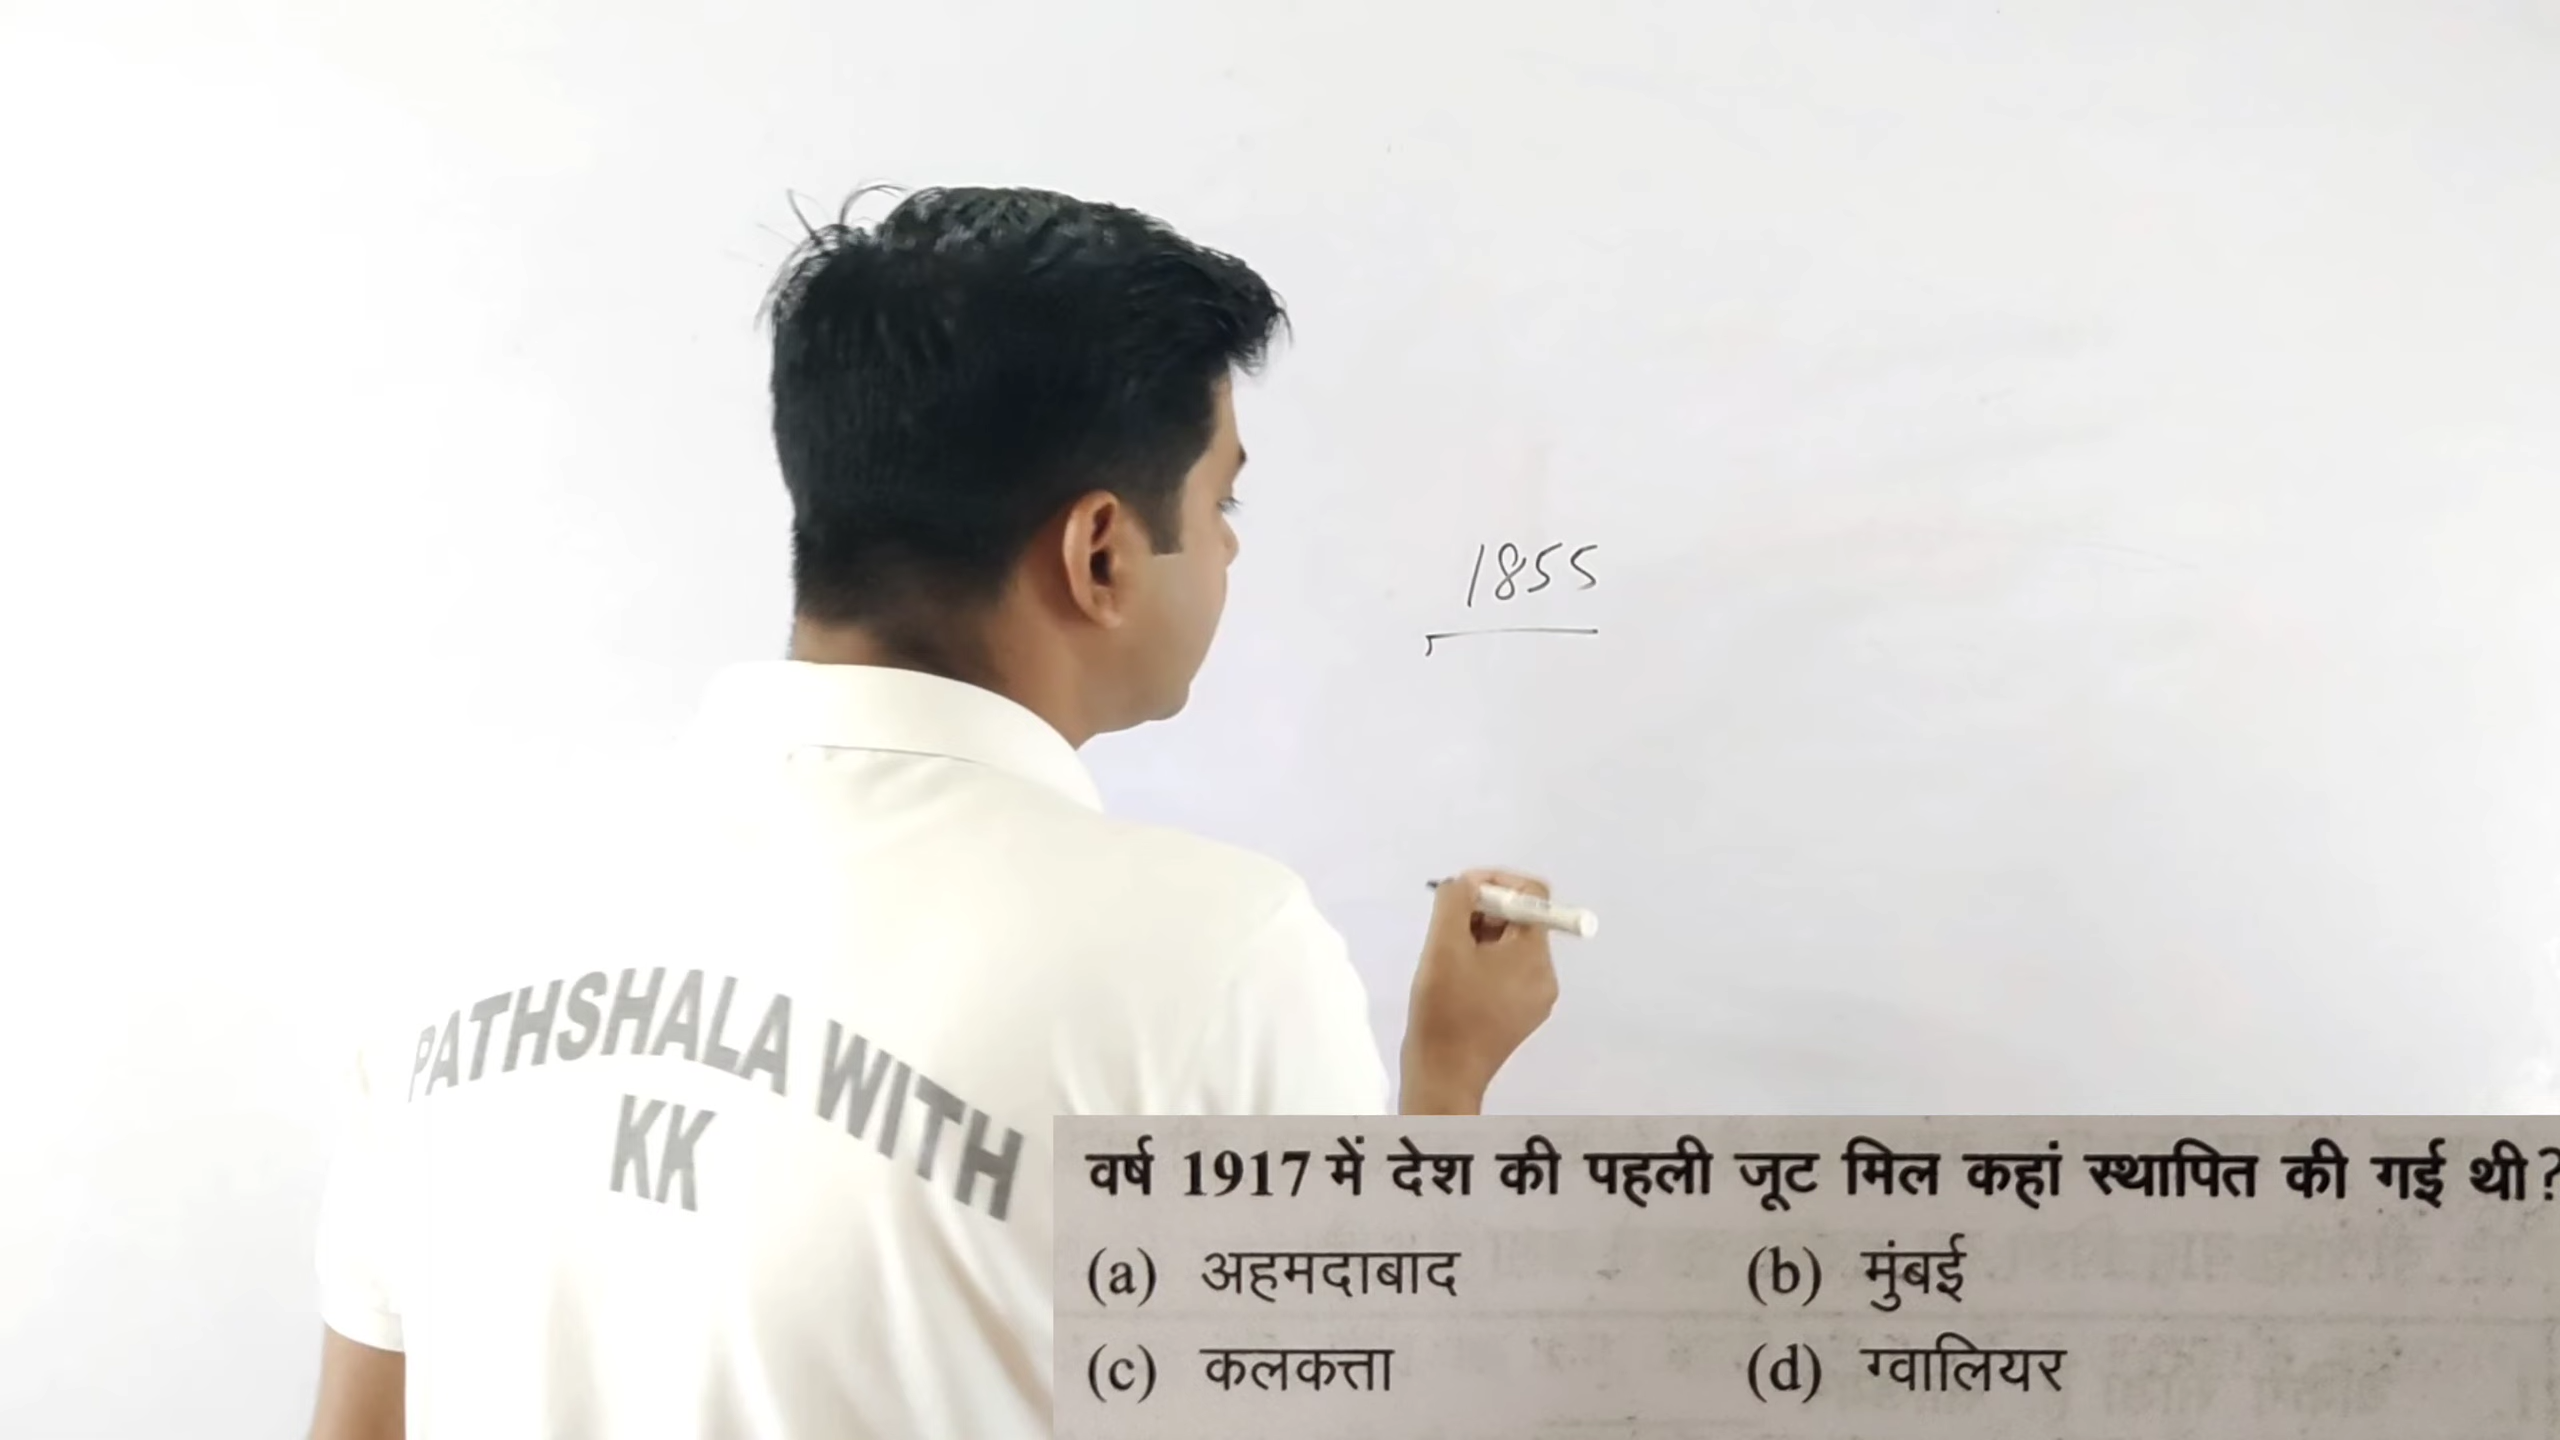 1855
PATHSHALA WITH
KK
वर्ष 1917 में देश की पहली जूट मिल कहां स्थापित की गई थी?
(a) अहमदाबाद (b) मुंबई
(c) कलकत्ता (d) ग्वालियर